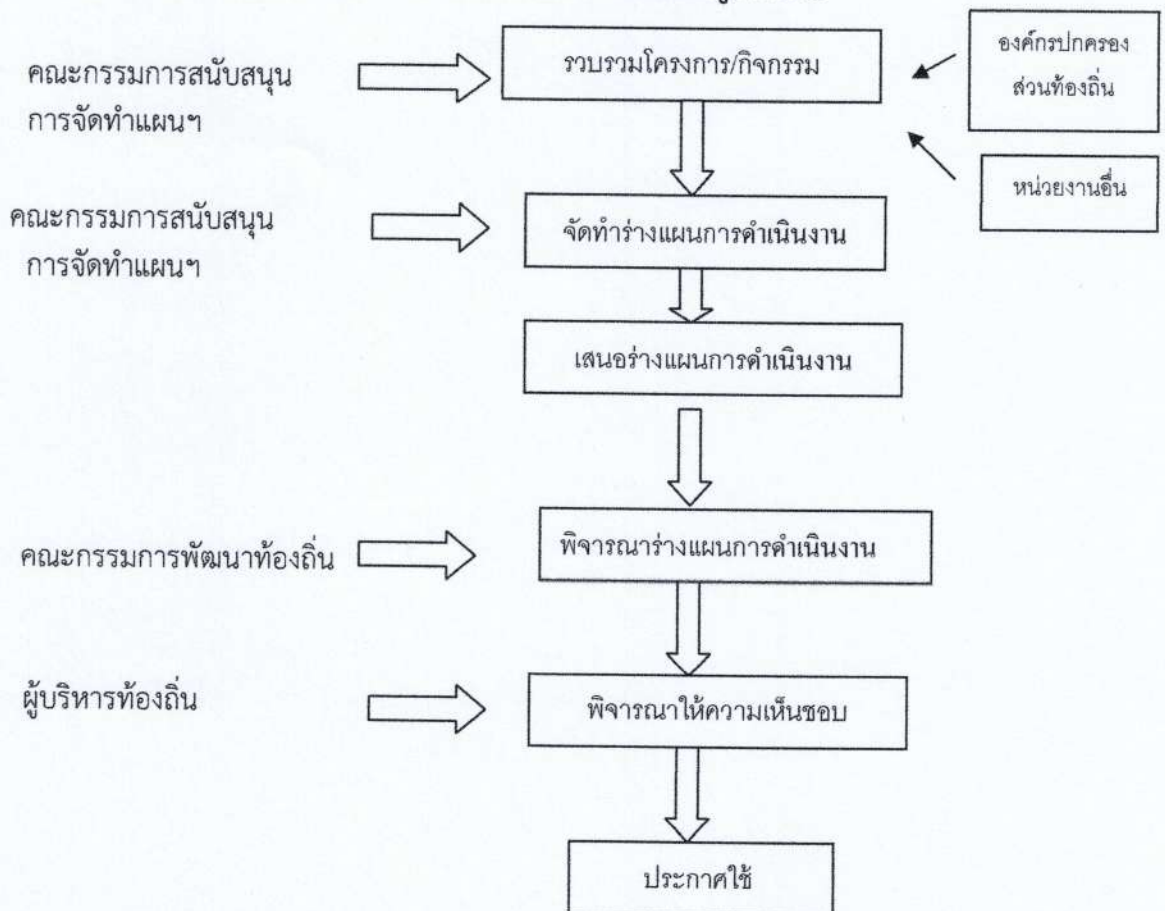 คณะกรรมการสนับสนุน
การจัดทำแผนฯ
รวบรวมโครงการ/กิจกรรม
องค์กรปกครอง
ส่วนท้องถิ่น
หน่วยงานอื่น
คณะกรรมการสนับสนุน
การจัดทำแผนฯ
จัดทำร่างแผนการดำเนินงาน
เสนอร่างแผนการดำเนินงาน
คณะกรรมการพัฒนาท้องถิ่น
พิจารณาร่างแผนการดำเนินงาน
ผู้บริหารท้องถิ่น
พิจารณาให้ความเห็นชอบ
ประกาศใช้